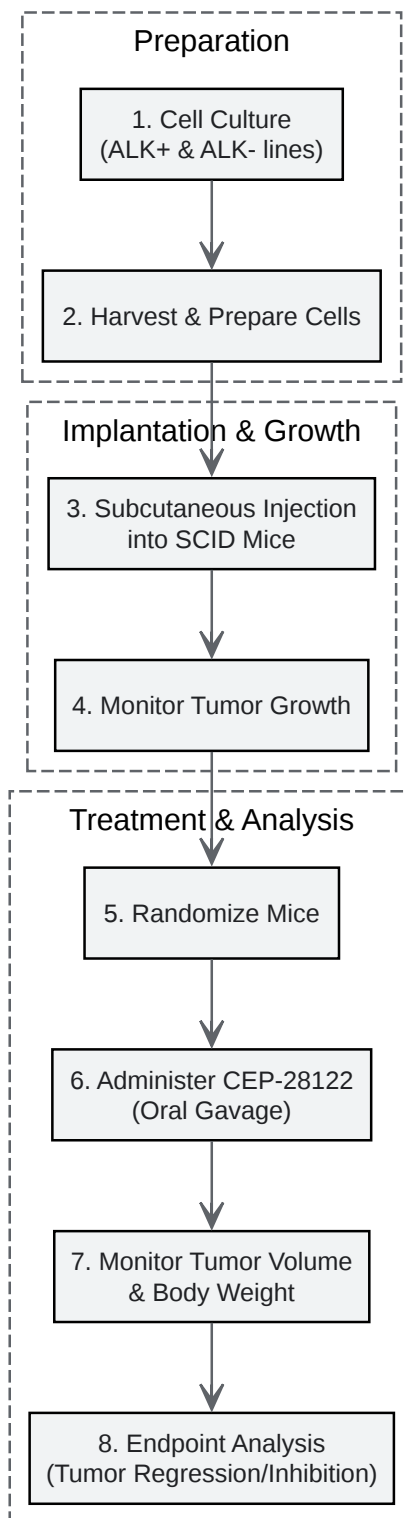 Preparation
1. Cell Culture
(ALK+ & ALK- lines)
2. Harvest & Prepare Cells
Implantation & Growth
3. Subcutaneous Injection
into SCID Mice
4. Monitor Tumor Growth
Treatment & Analysis
5. Randomize Mice
6. Administer CEP-28122
(Oral Gavage)
7. Monitor Tumor Volume
& Body Weight
8. Endpoint Analysis
(Tumor Regression/Inhibition)